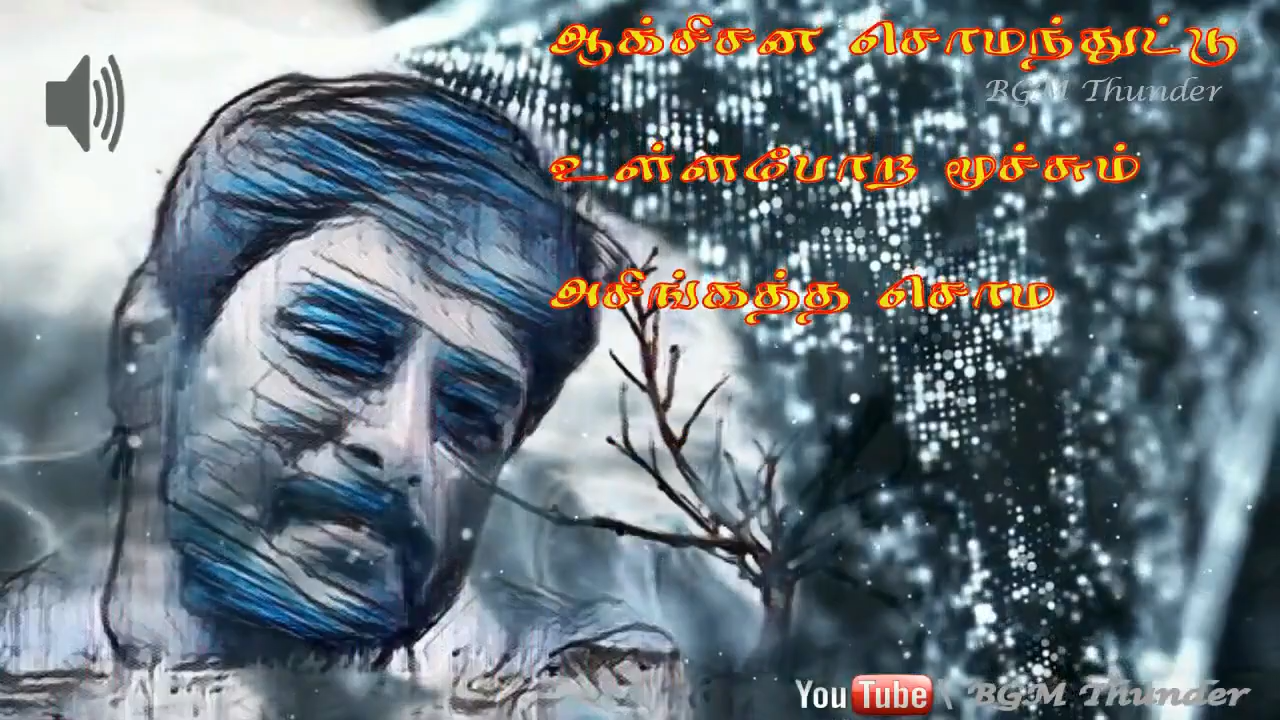 ஆக்சிசன சொமந்துட்டு
BGM Thunder
உள்ளபோற மூச்சும்
அசிங்கத்த சொம
YouTube BGM Thunder